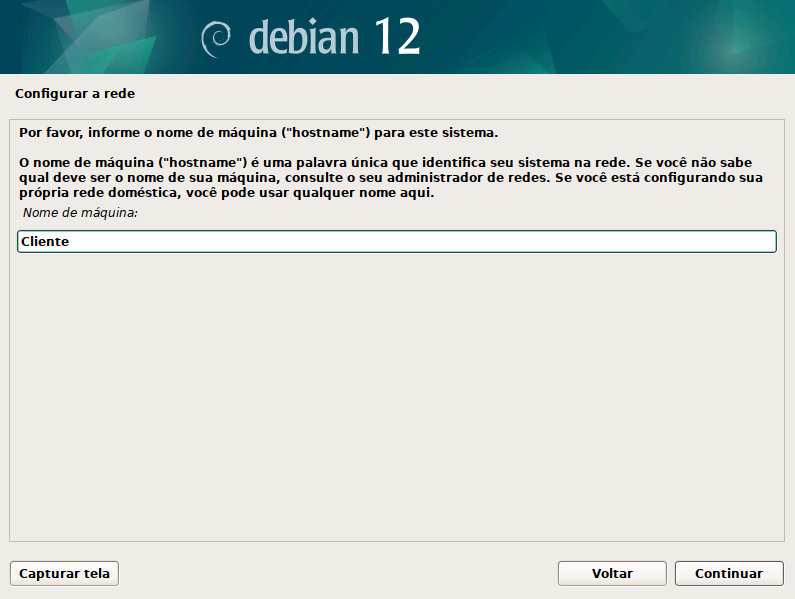 debian 12
Configurar a rede
Por favor, informe o nome de máquina ("hostname") para este sistema.
O nome de máquina ("hostname") é uma palavra única que identifica seu sistema na rede. Se você não sabe
qual deve ser o nome de sua máquina, consulte o seu administrador de redes. Se você está configurando sua
própria rede doméstica, você pode usar qualquer nome aqui.
Nome de máquina:
Cliente
Capturar tela
Voltar
Continuar